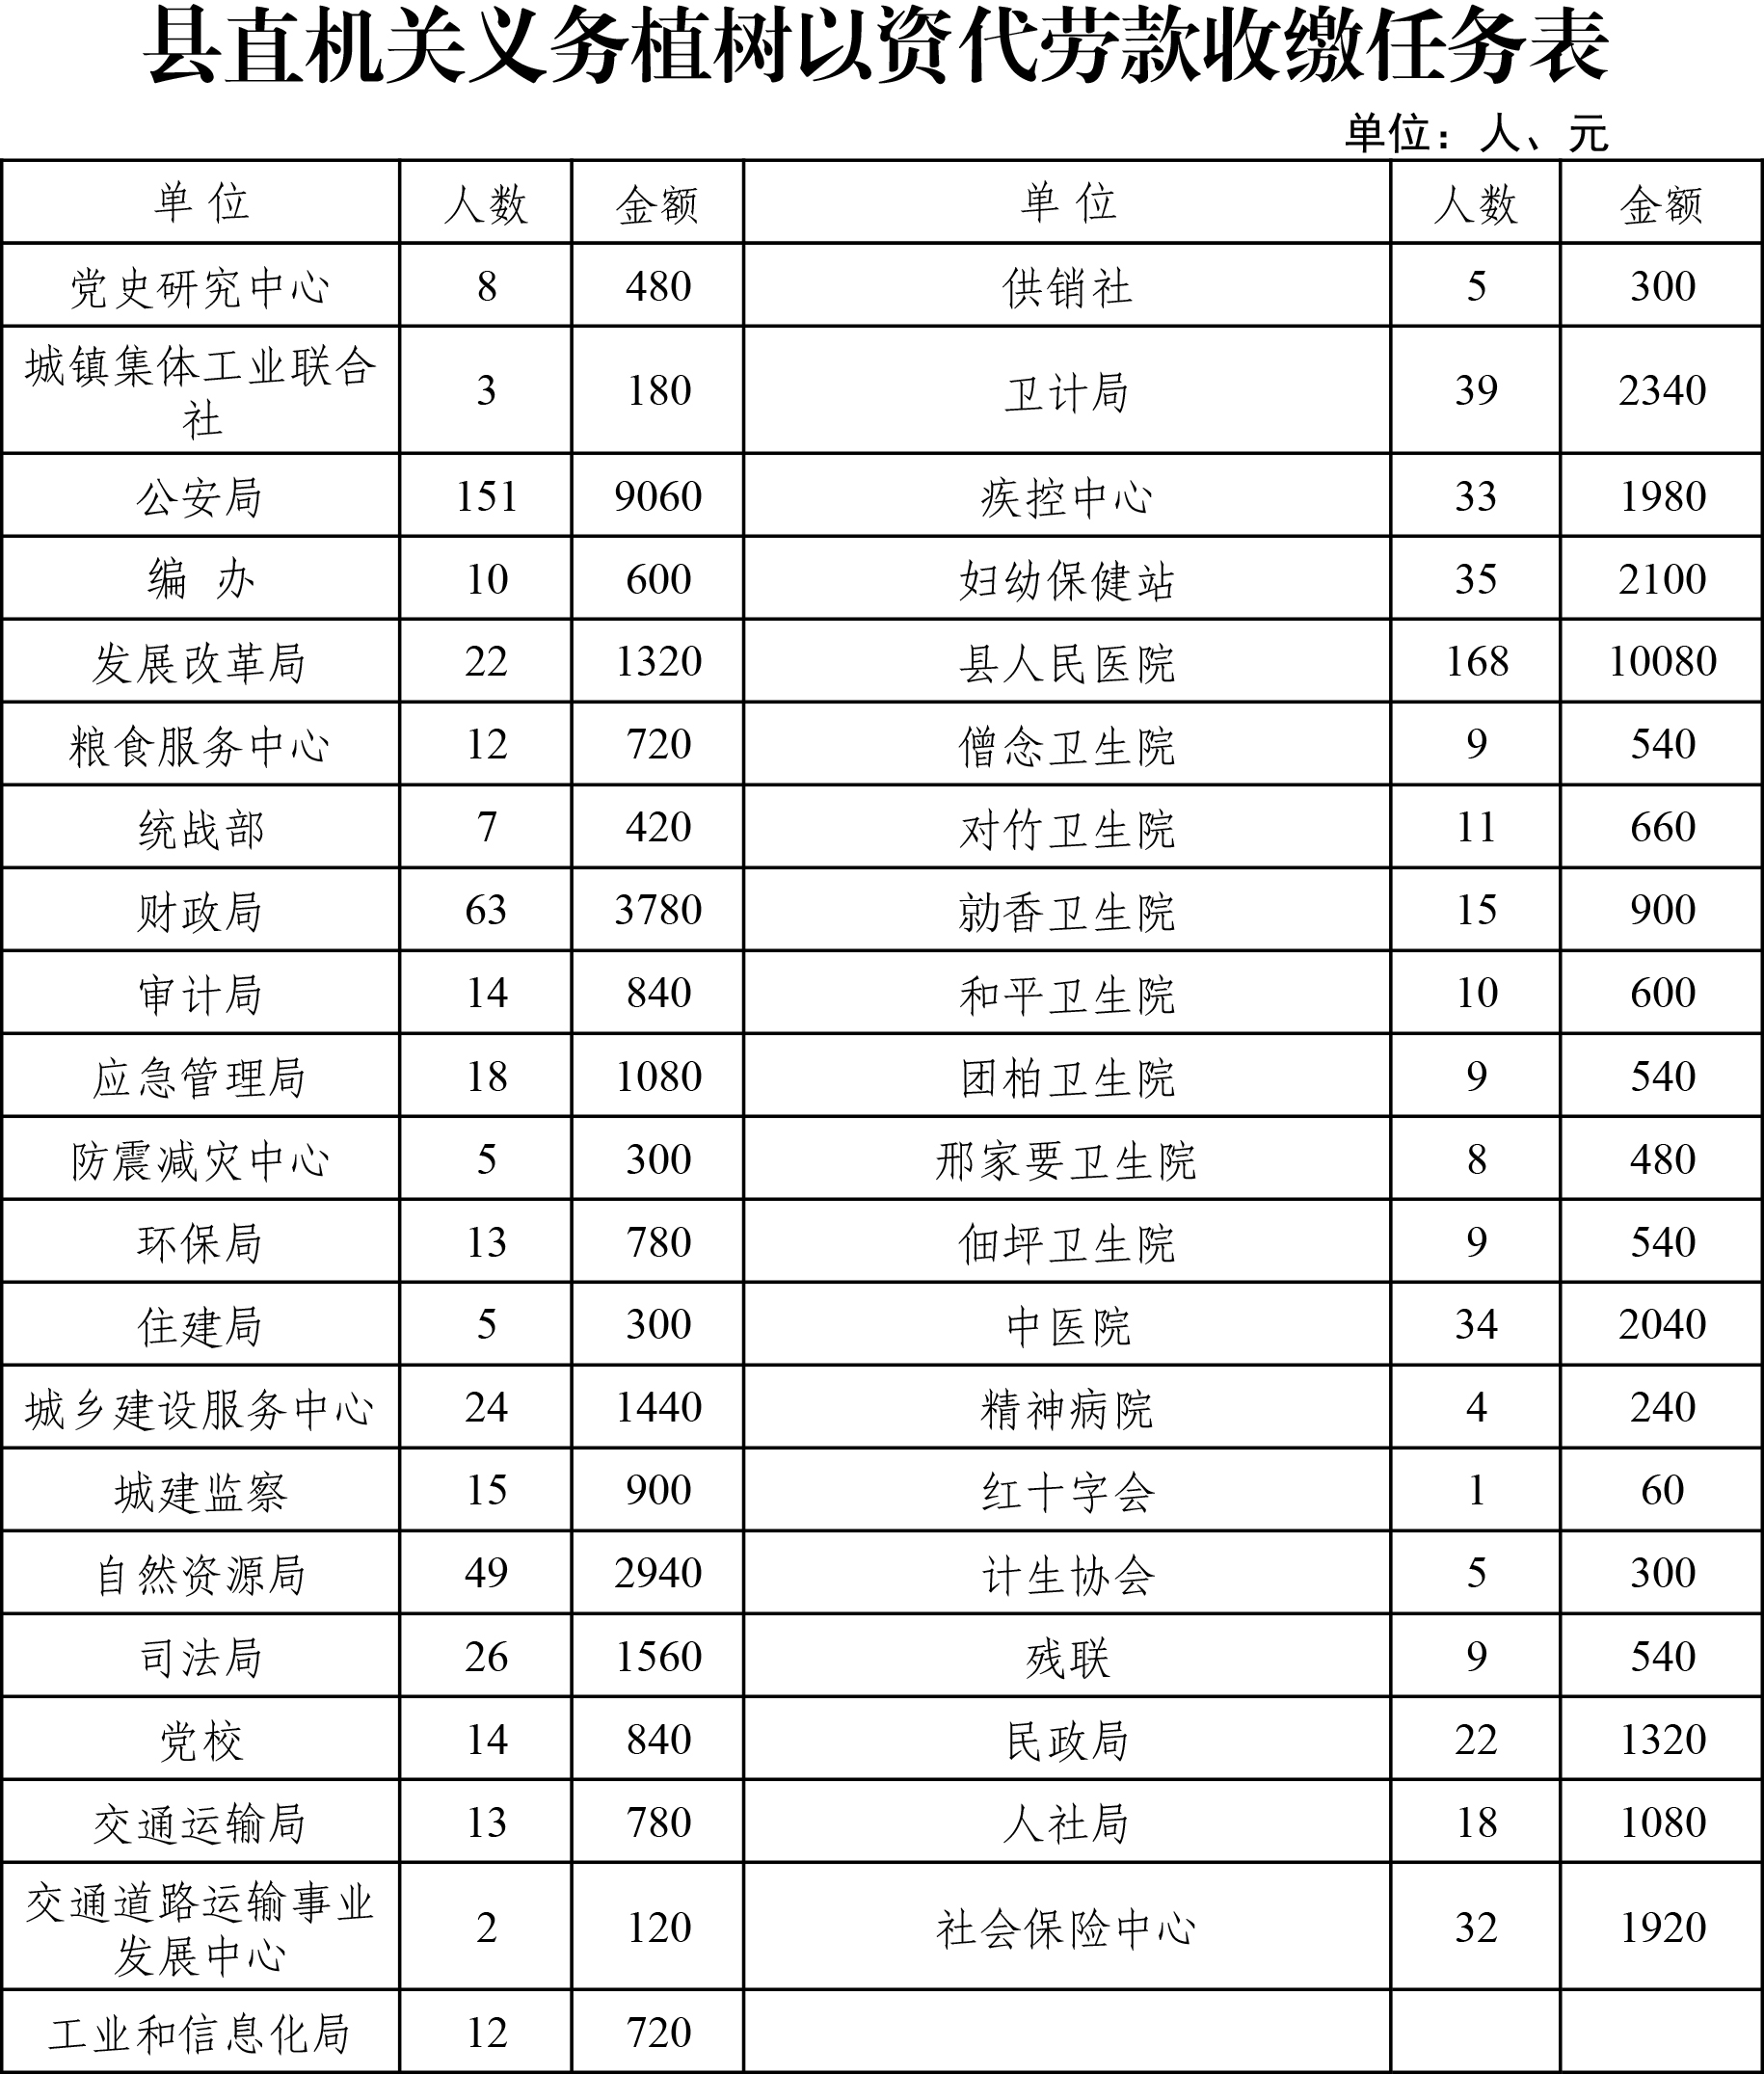 县直机关义务植树以资代劳款收缴任务表
单位：人、元
单 位 人数 金额 单 位 人数 金额
党史研究中心 8 480 供销社 5 300
城镇集体工业联合
社 3 180 卫计局 39 2340
公安局 151 9060 疾控中心 33 1980
编 办 10 600 妇幼保健站 35 2100
发展改革局 22 1320 县人民医院 168 10080
粮食服务中心 12 720 僧念卫生院 9 540
统战部 7 420 对竹卫生院 11 660
财政局 63 3780 勍香卫生院 15 900
审计局 14 840 和平卫生院 10 600
应急管理局 18 1080 团柏卫生院 9 540
防震减灾中心 5 300 邢家要卫生院 8 480
环保局 13 780 佃坪卫生院 9 540
住建局 5 300 中医院 34 2040
城乡建设服务中心 24 1440 精神病院 4 240
城建监察 15 900 红十字会 1 60
自然资源局 49 2940 计生协会 5 300
司法局 26 1560 残联 9 540
党校 14 840 民政局 22 1320
交通运输局 13 780 人社局 18 1080
交通道路运输事业
发展中心 2 120 社会保险中心 32 1920
工业和信息化局 12 720